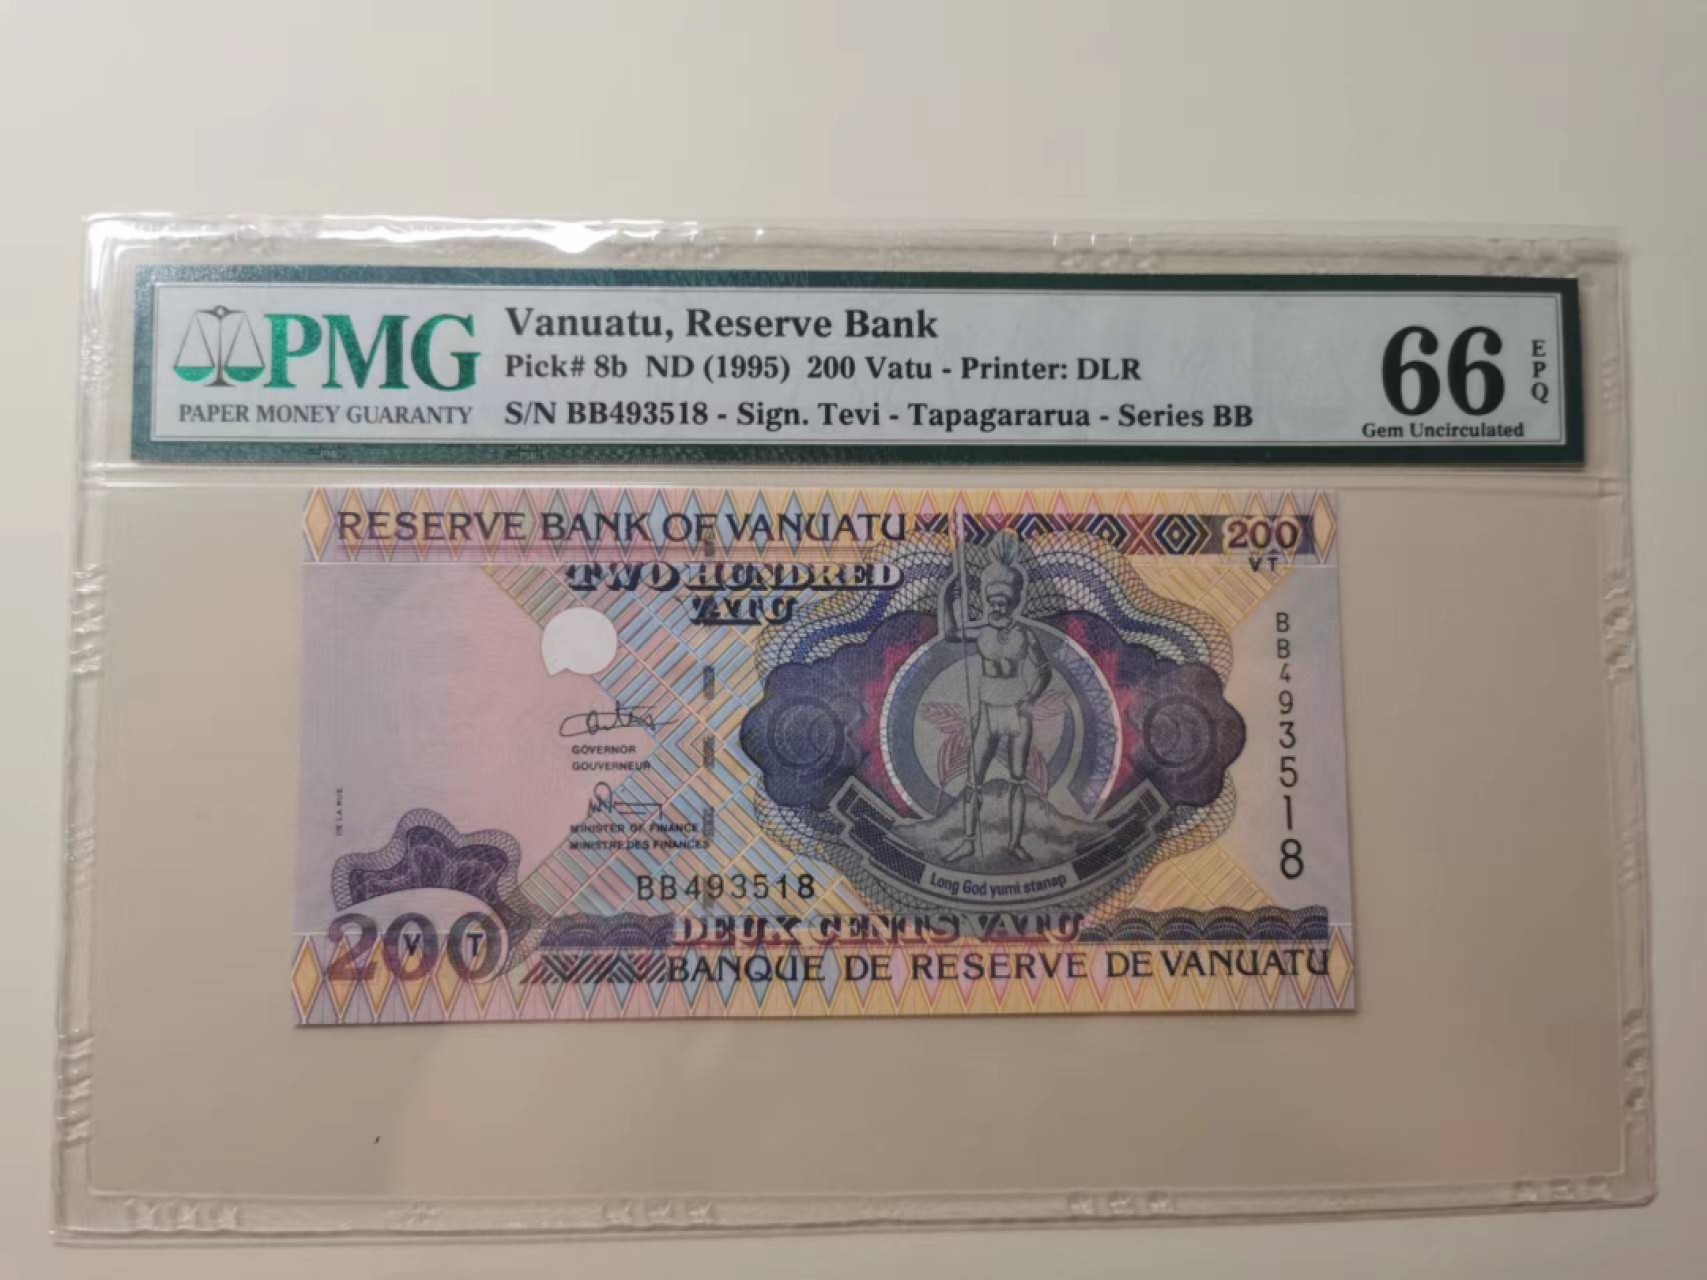 PMG
PAPER MONEY GUARANTY
Vanuatu, Reserve Bank
Pick# 8b ND (1995) 200 Vatu - Printer: DLR
S/N BB493518 - Sign. Tevi - Tapagararua - Series BB
66
EPQ
Gem Uncirculated
RESERVE BANK OF VANUATU
200
VT
TWO HUNDRED
VATU
BB493518
GOVERNOR
GOUVERNEUR
MINISTER OF FINANCE
MINISTRE DES FINANCES
DE LA RUE
BB493518
Long God yumi stanap
200
VT
DEUX CENTS VATU
BANQUE DE RESERVE DE VANUATU